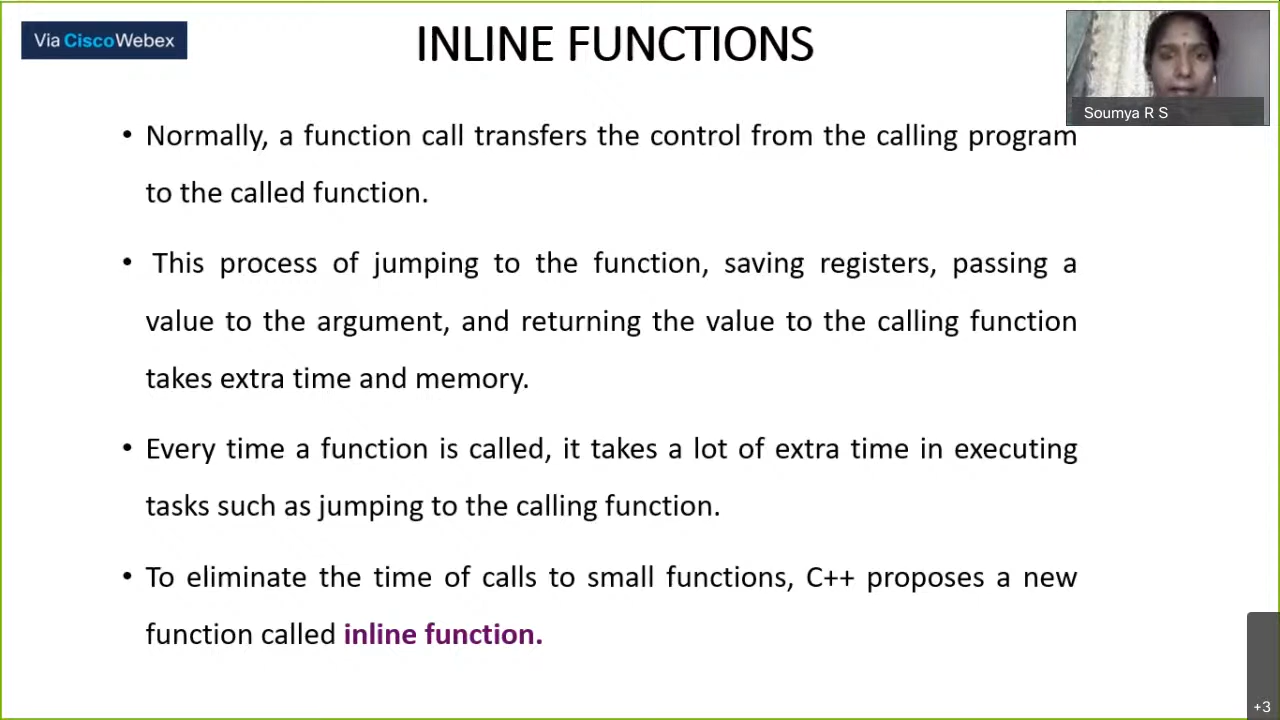 Via CiscoWebex
INLINE FUNCTIONS
Soumya R S
• Normally, a function call transfers the control from the calling program
to the called function.
• This process of jumping to the function, saving registers, passing a
value to the argument, and returning the value to the calling function
takes extra time and memory.
• Every time a function is called, it takes a lot of extra time in executing
tasks such as jumping to the calling function.
• To eliminate the time of calls to small functions, C++ proposes a new
function called inline function.
+3